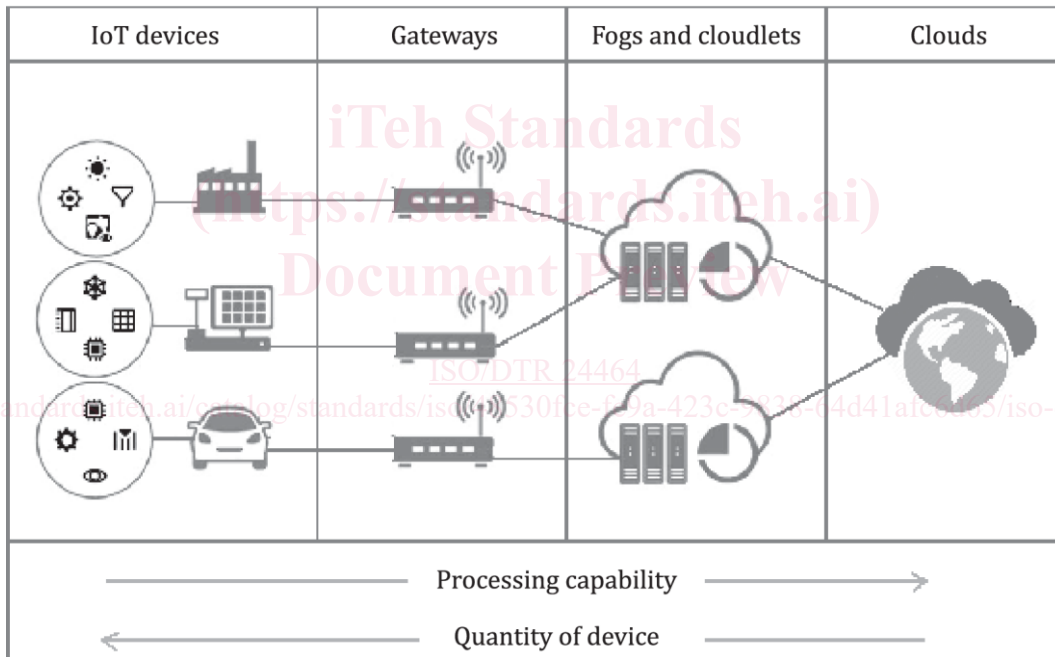 IoT devices
Gateways
Fogs and cloudlets
Clouds
iTeh Standards
(https://standards.iteh.ai)
Document Preview
ISO/DTR 24464
Processing capability
Quantity of device